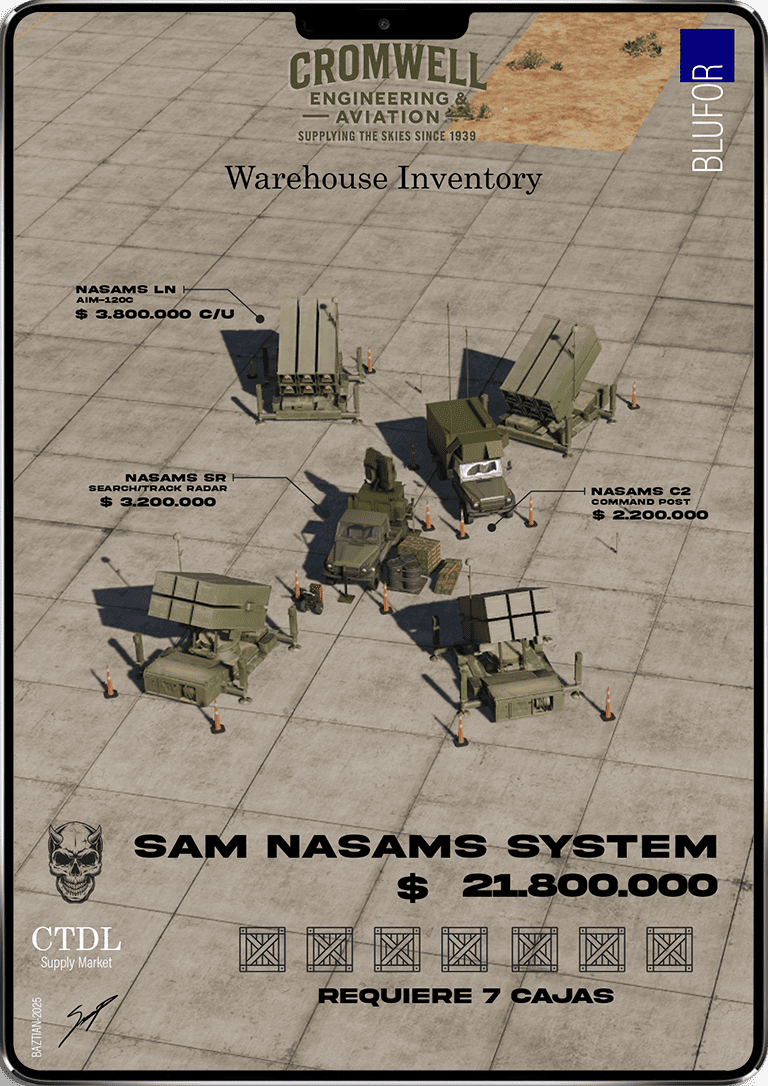 CROMWELL
ENGINEERING &
AVIATION
SUPPLYING THE SKIES SINCE 1939
BLUFOR
Warehouse Inventory
NASAMS LN
AIM-120C
$ 3.800.000 C/U
NASAMS SR
SEARCH/TRACK RADAR
$ 3.200.000
NASAMS C2
COMMAND POST
$ 2.200.000
SAM NASAMS SYSTEM
$ 21.800.000
CTDL
Supply Market
REQUIERE 7 CAJAS
BAZTIAN-2025